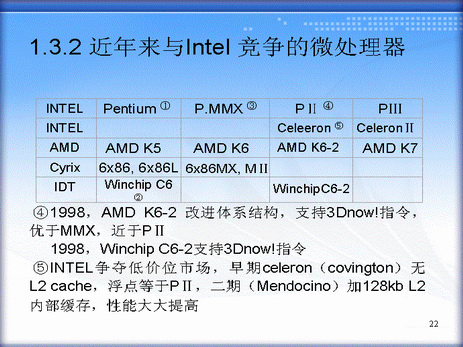 1.3.2 近年来与Intel 竞争的微处理器
INTEL Pentium ① P.MMX ③ PⅡ ④ PIII
INTEL Celeeron ⑤ CeleronⅡ
AMD AMD K5 AMD K6 AMD K6-2 AMD K7
Cyrix 6x86, 6x86L 6x86MX, MⅡ
IDT Winchip C6 ② WinchipC6-2
④1998，AMD K6-2 改进体系结构，支持3Dnow!指令，
优于MMX，近于PⅡ
1998，Winchip C6-2支持3Dnow!指令
⑤INTEL争夺低价位市场，早期celeron（covington）无
L2 cache，浮点等于PⅡ，二期（Mendocino）加128kb L2
内部缓存，性能大大提高
22